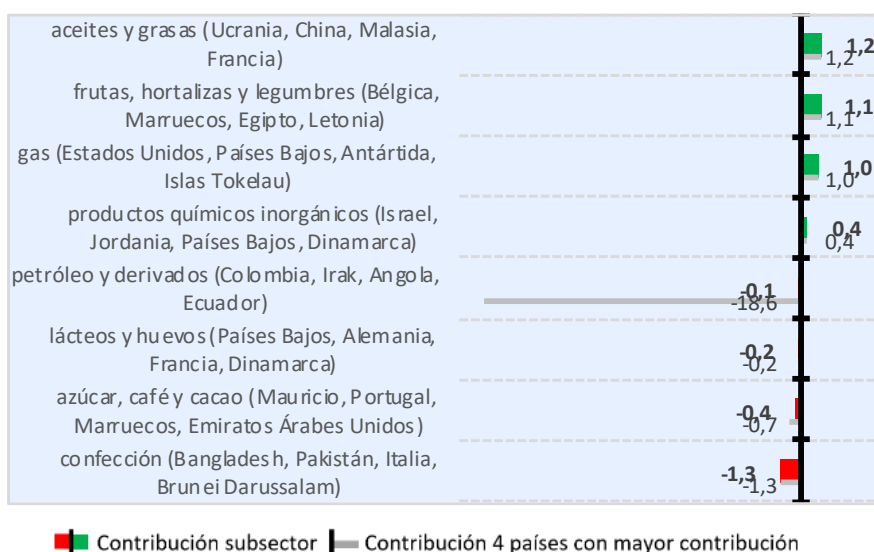 aceites y grasas (Ucrania, China, Malasia,
Francia)
1,2
1,2
frutas, hortalizas y legumbres (Bélgica,
Marruecos, Egipto, Letonia)
1,1
1,1
gas (Estados Unidos, Países Bajos, Antártida,
Islas Tokelau)
1,0
1,0
productos químicos inorgánicos (Israel,
Jordania, Países Bajos, Dinamarca)
0,4
0,4
petróleo y derivados (Colombia, Irak, Angola,
Ecuador)
-0,1
-18,6
lácteos y huevos (Países Bajos, Alemania,
Francia, Dinamarca)
-0,2
-0,2
azúcar, café y cacao (Mauricio, Portugal,
Marruecos, Emiratos Árabes Unidos)
-0,4
-0,7
confección (Bangladesh, Pakistán, Italia,
Brunei Darussalam)
-1,3
-1,3
Contribución subsector Contribución 4 países con mayor contribución